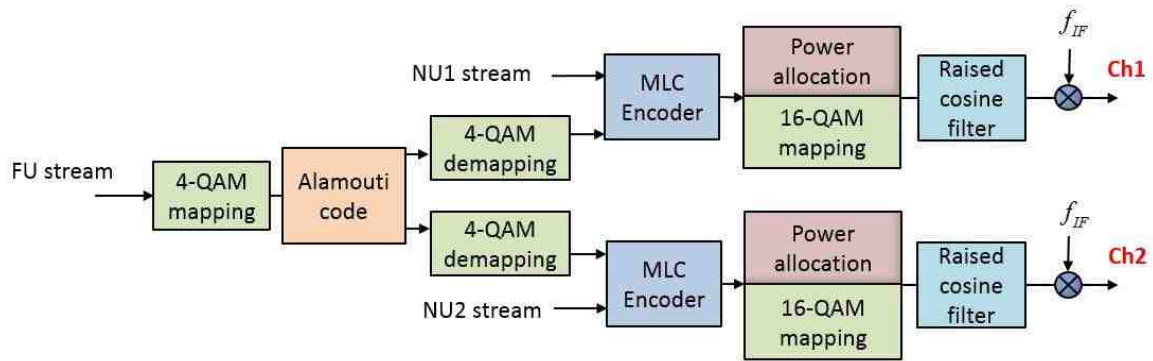 FU stream
4-QAM
mapping
Alamouti
code
NU1 stream
4-QAM
demapping
MLC
Encoder
Power
allocation
16-QAM
mapping
Raised
cosine
filter
f_IF
Ch1
4-QAM
demapping
NU2 stream
MLC
Encoder
Power
allocation
16-QAM
mapping
Raised
cosine
filter
f_IF
Ch2